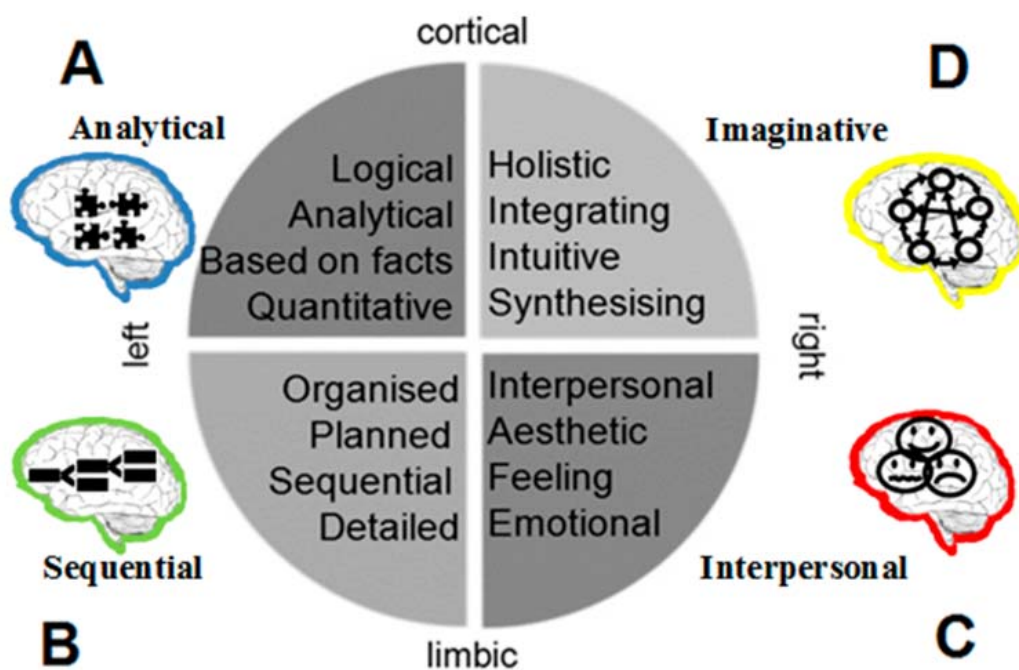 cortical
A
D
Analytical
Imaginative
Logical
Analytical
Based on facts
Quantitative
Holistic
Integrating
Intuitive
Synthesising
left
right
Organised
Planned
Sequential
Detailed
Interpersonal
Aesthetic
Feeling
Emotional
Sequential
Interpersonal
B
C
limbic